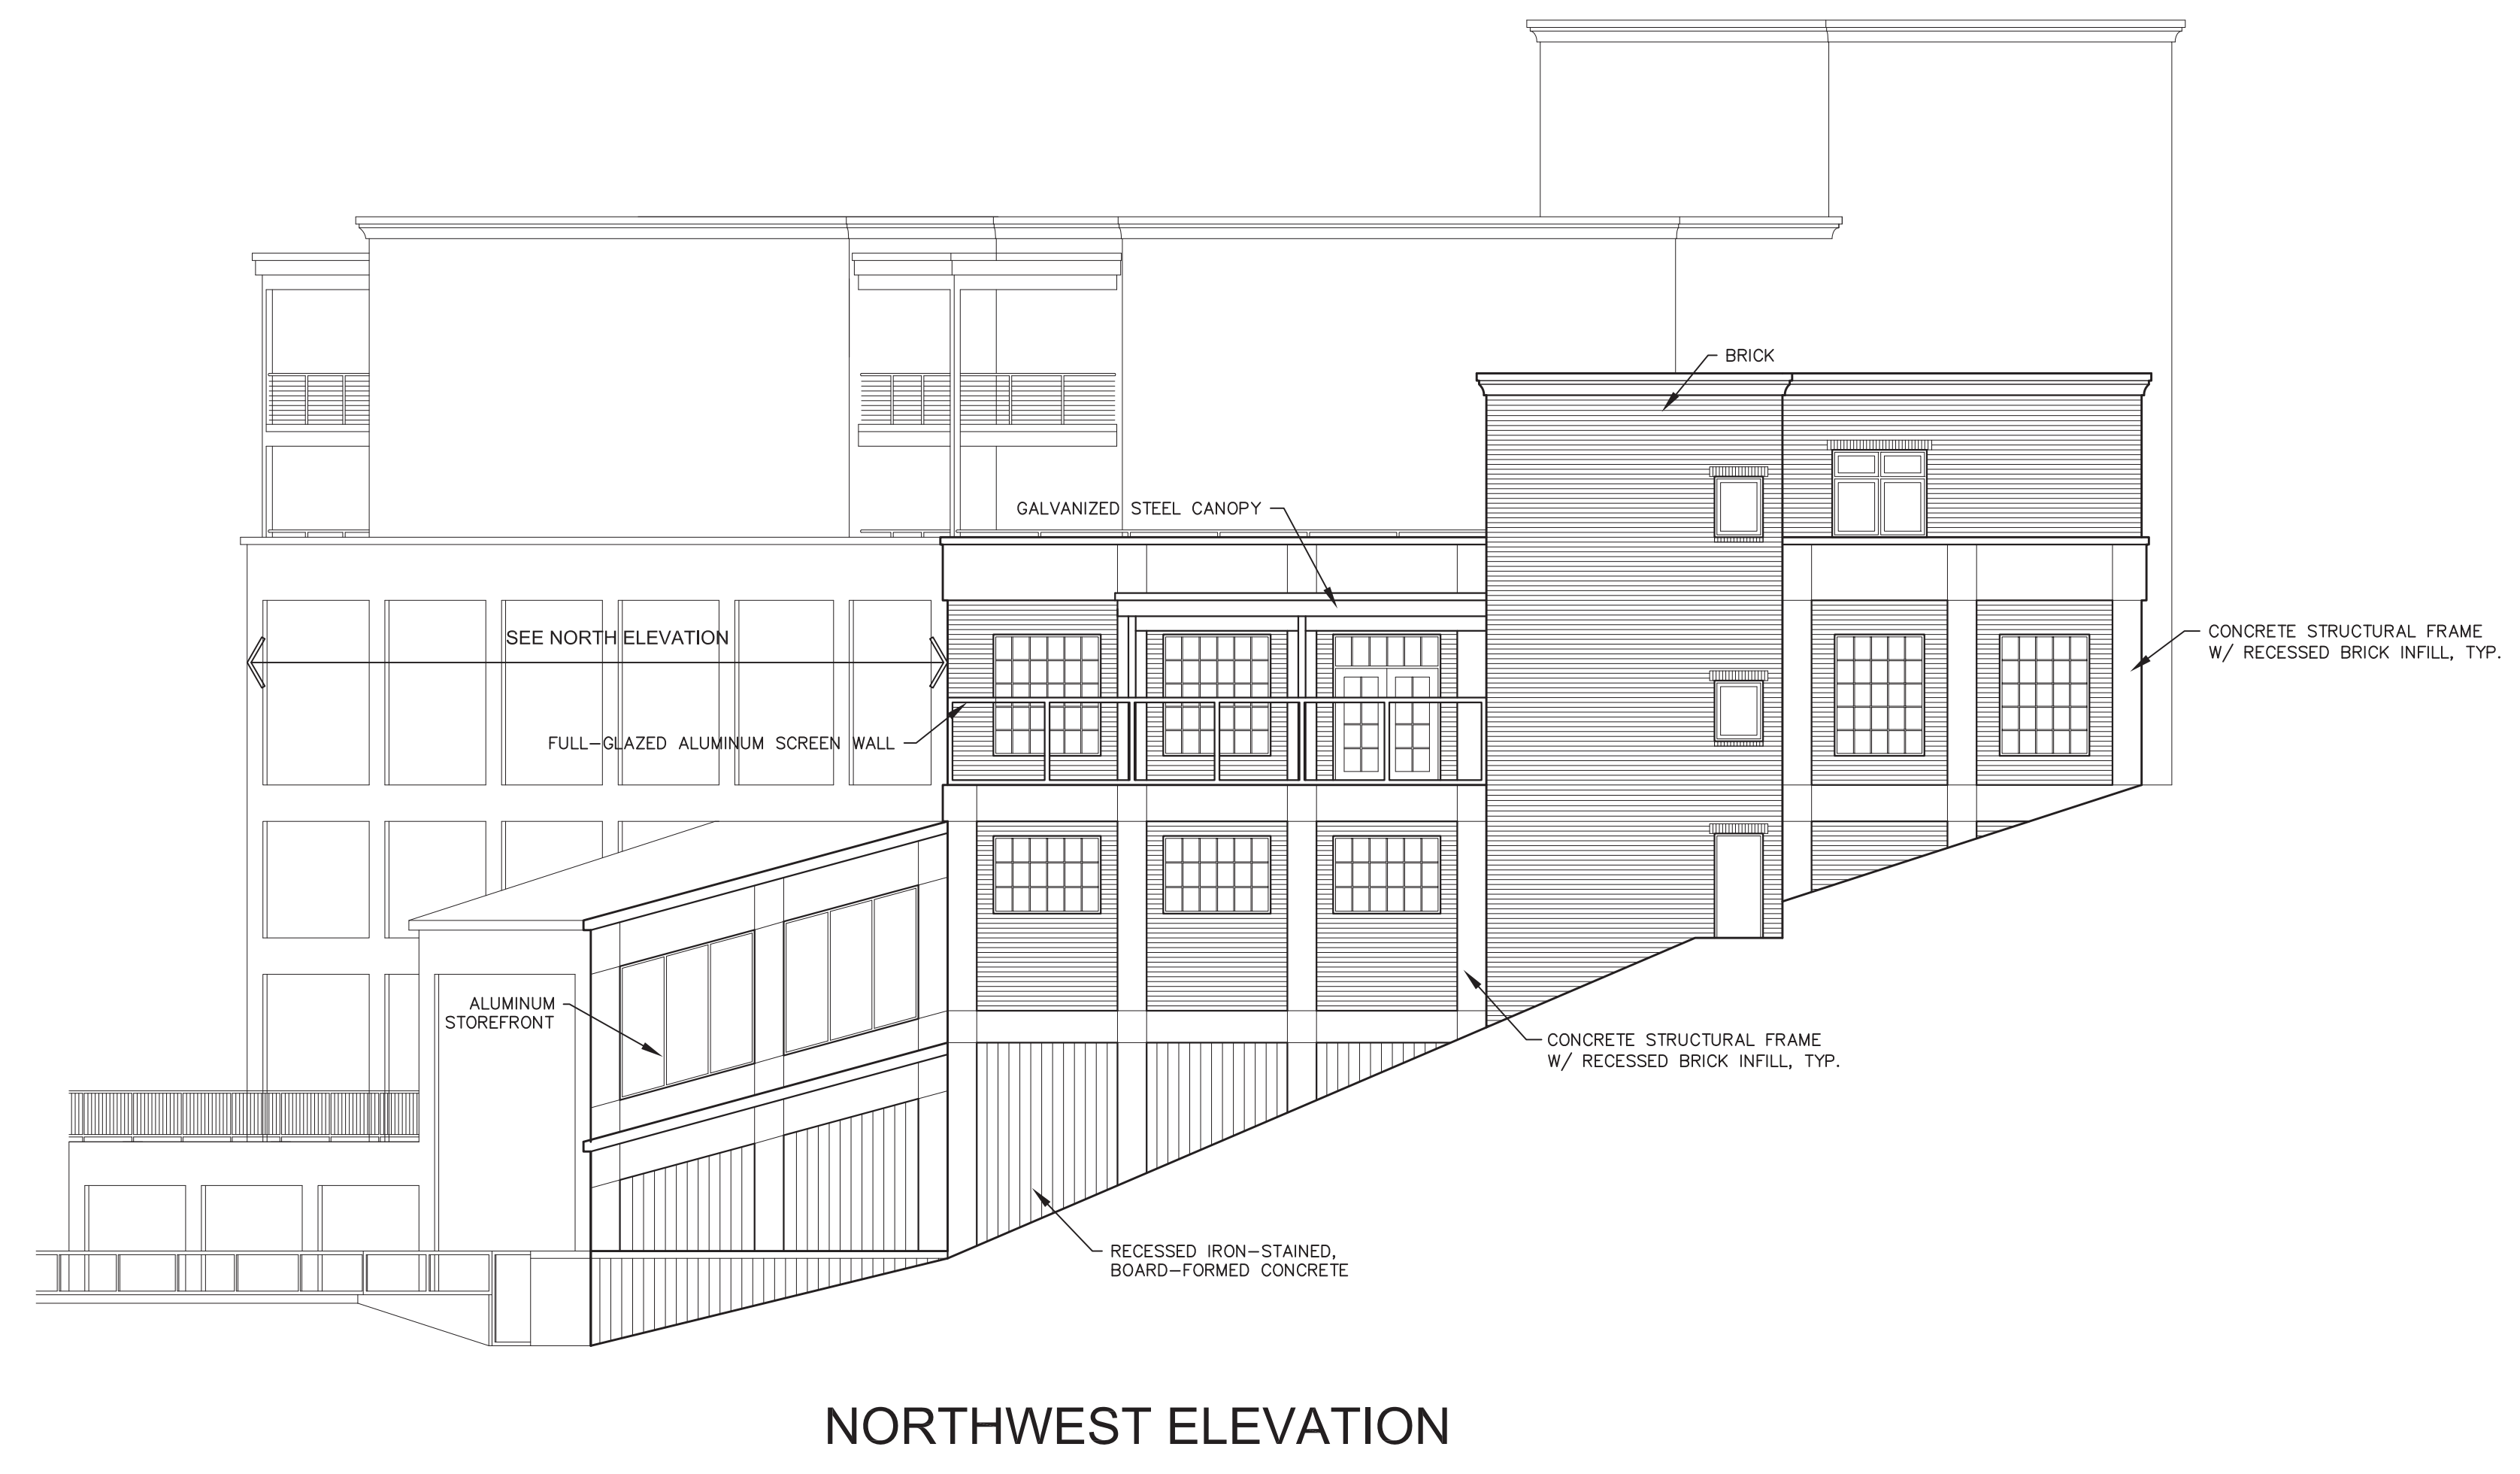 BRICK
GALVANIZED STEEL CANOPY
SEE NORTH ELEVATION
CONCRETE STRUCTURAL FRAME
W/ RECESSED BRICK INFILL, TYP.
FULL-GLAZED ALUMINUM SCREEN WALL
ALUMINUM
STOREFRONT
CONCRETE STRUCTURAL FRAME
W/ RECESSED BRICK INFILL, TYP.
RECESSED IRON-STAINED,
BOARD-FORMED CONCRETE
NORTHWEST ELEVATION